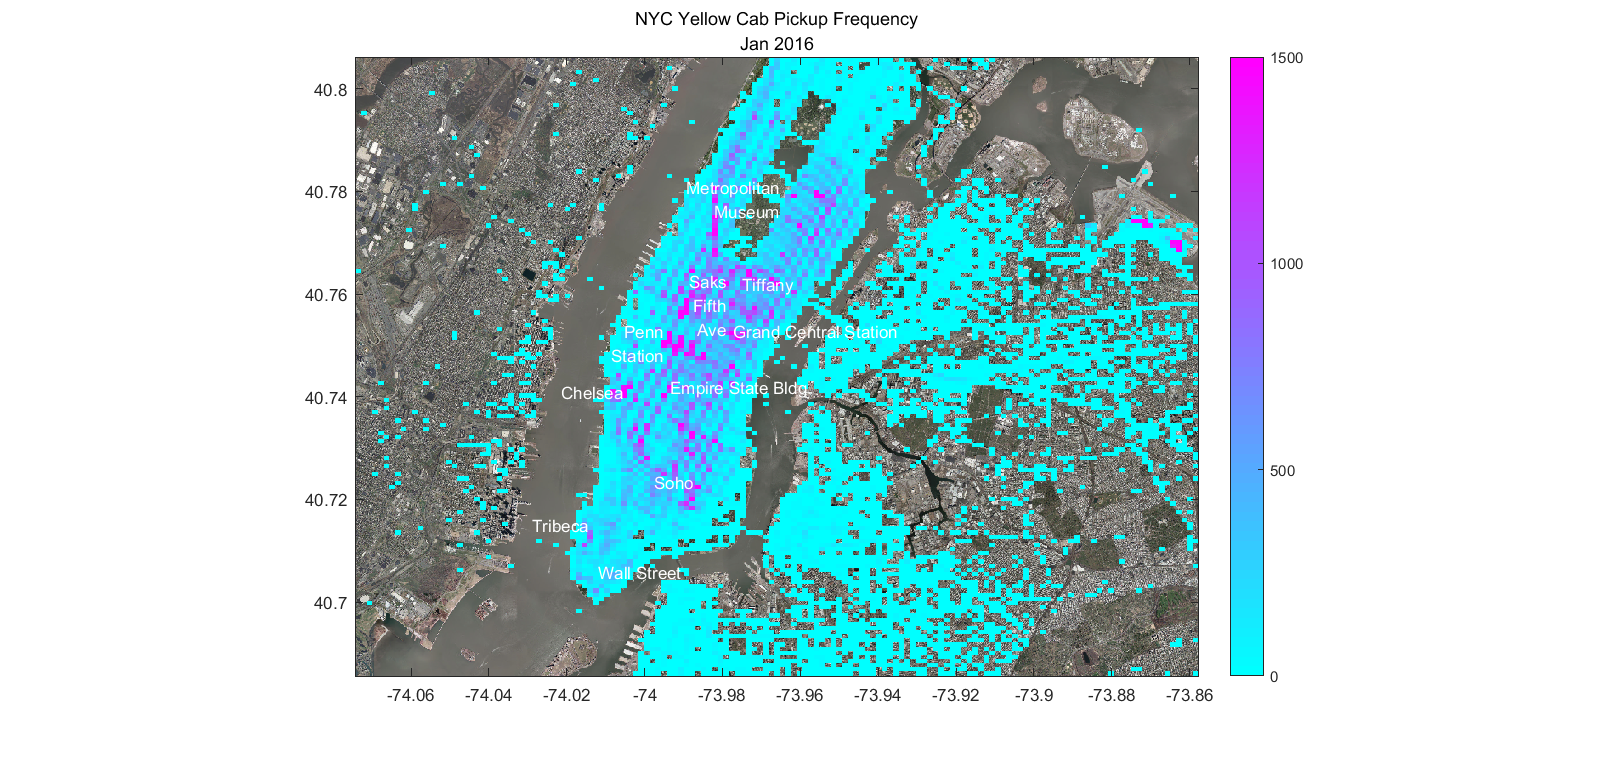 NYC Yellow Cab Pickup Frequency
Jan 2016
40.8
40.78
40.76
40.74
40.72
40.7
Metropolitan
Museum
Saks
Fifth
Ave
Tiffany
Penn
Station
Grand Central Station
Chelsea
Empire State Bldg.
Soho
Tribeca
Wall Street
-74.06
-74.04
-74.02
-74
-73.98
-73.96
-73.94
-73.92
-73.9
-73.88
-73.86
1500
1000
500
0